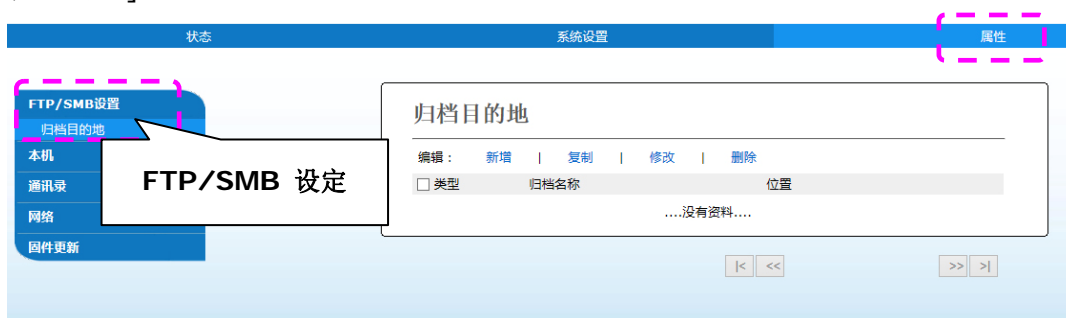 状态 系统设置 属性
FTP/SMB设置
归档目的地
本机
通讯录
网络
固件更新
FTP/SMB 设定
归档目的地
编辑： 新增 | 复制 | 修改 | 删除
类型 归档名称 位置
....没有资料....
|< << >> >|